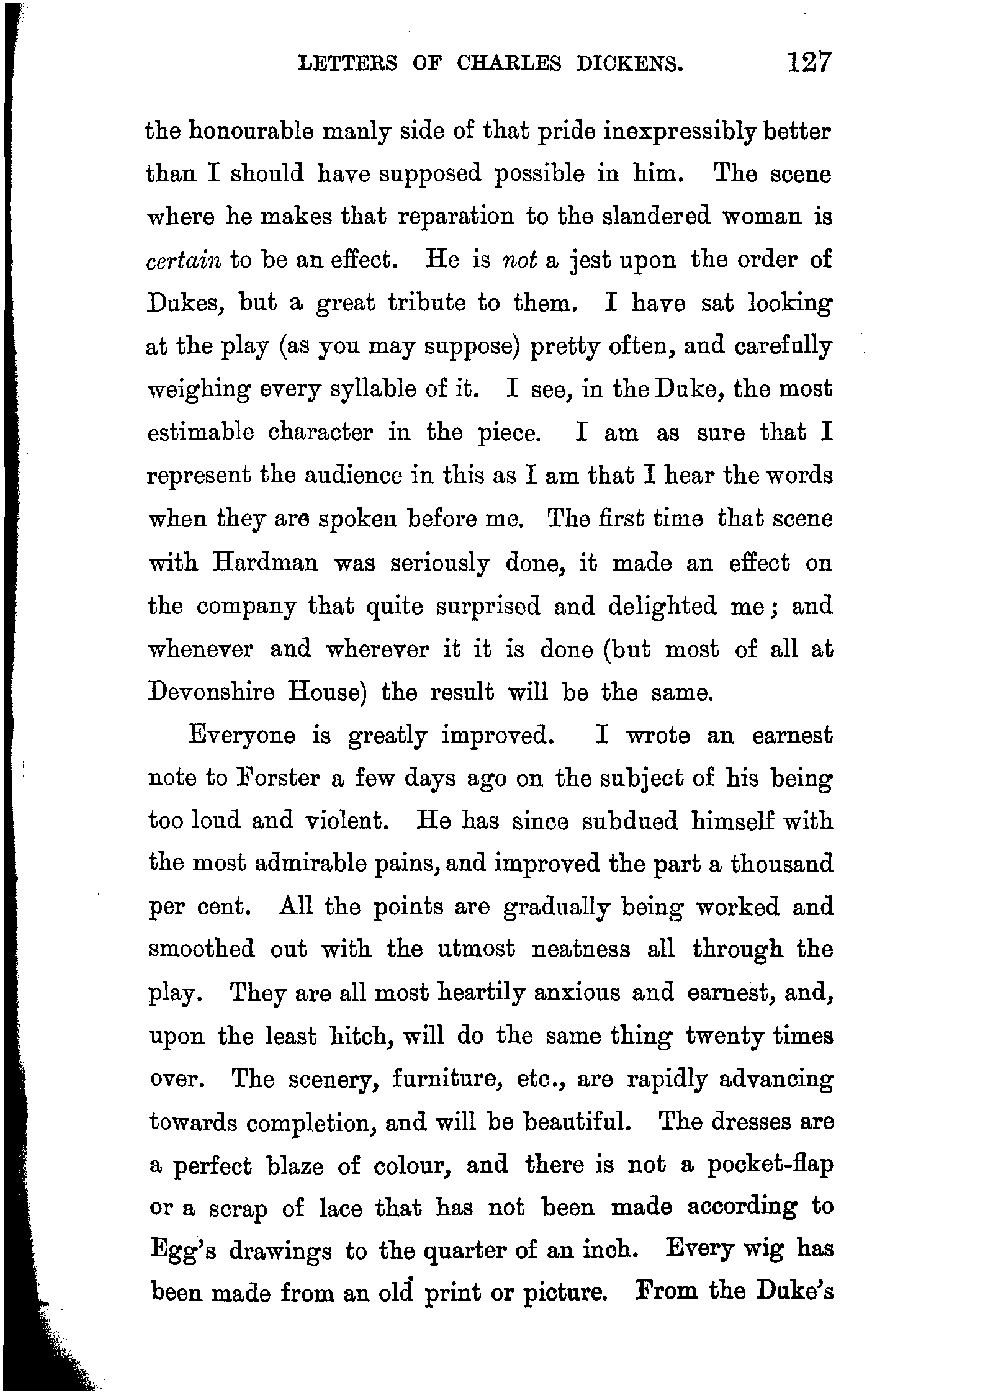 LETTERS OF CHARLES DICKENS. 127
the honourable manly side of that pride inexpressibly better
than I should have supposed possible in him. The scene
where he makes that reparation to the slandered woman is
certain to be an effect. He is not a jest upon the order of
Dukes, but a great tribute to them. I have sat looking
at the play (as you may suppose) pretty often, and carefully
weighing every syllable of it. I see, in the Duke, the most
estimable character in the piece. I am as sure that I
represent the audience in this as I am that I hear the words
when they are spoken before me. The first time that scene
with Hardman was seriously done, it made an effect on
the company that quite surprised and delighted me; and
whenever and wherever it it is done (but most of all at
Devonshire House) the result will be the same.
Everyone is greatly improved. I wrote an earnest
note to Forster a few days ago on the subject of his being
too loud and violent. He has since subdued himself with
the most admirable pains, and improved the part a thousand
per cent. All the points are gradually being worked and
smoothed out with the utmost neatness all through the
play. They are all most heartily anxious and earnest, and,
upon the least hitch, will do the same thing twenty times
over. The scenery, furniture, etc., are rapidly advancing
towards completion, and will be beautiful. The dresses are
a perfect blaze of colour, and there is not a pocket-flap
or a scrap of lace that has not been made according to
Egg's drawings to the quarter of an inch. Every wig has
been made from an old print or picture. From the Duke's